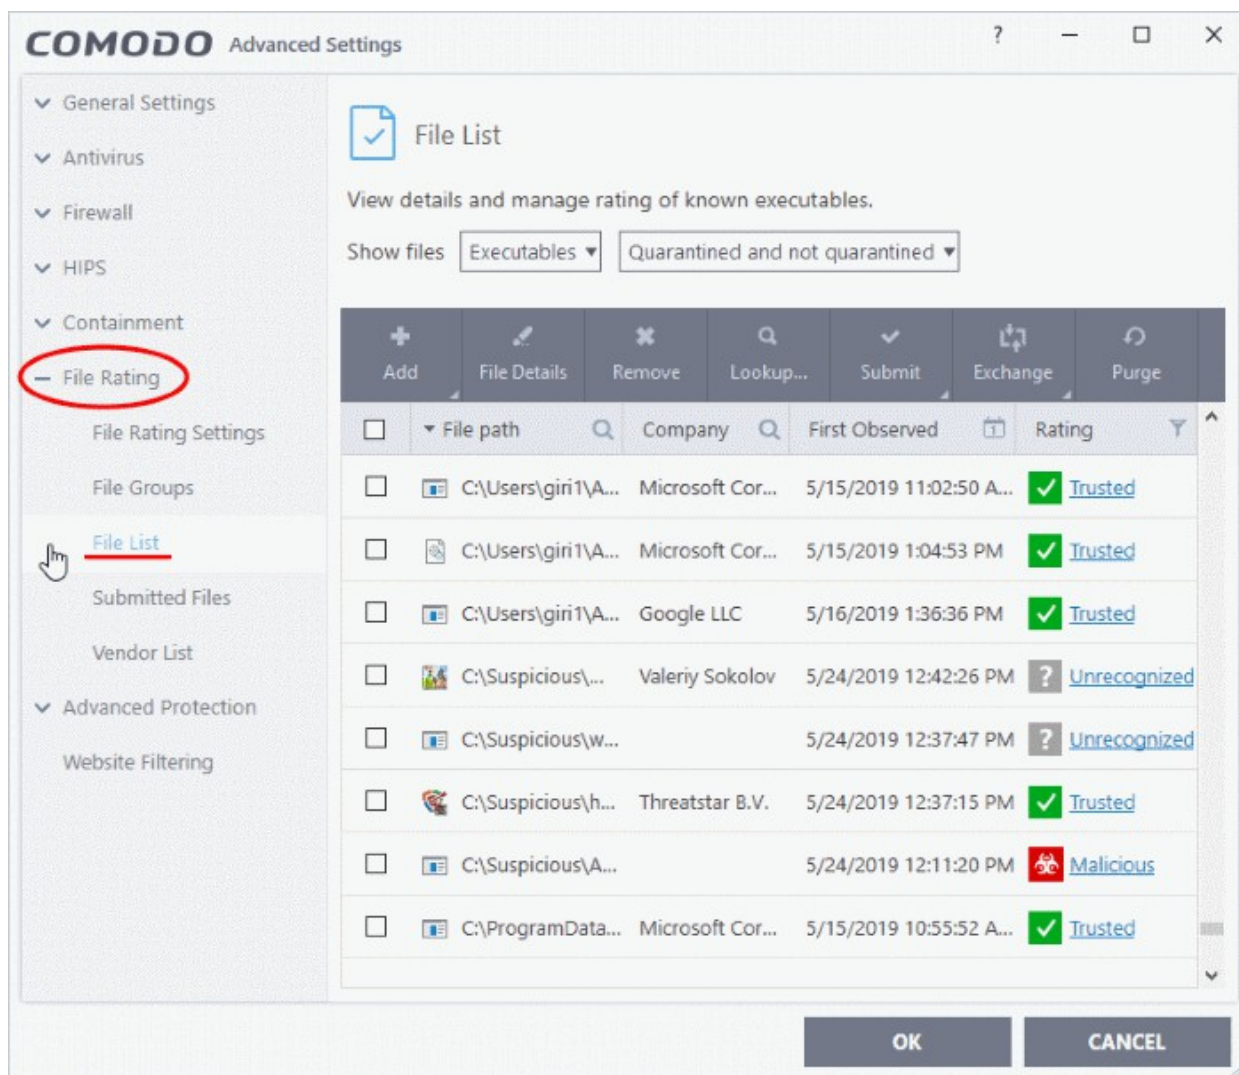 COMODO Advanced Settings ?
General Settings
Antivirus
Firewall
HIPS
Containment
File Rating
File Rating Settings
File Groups
File List
Submitted Files
Vendor List
Advanced Protection
Website Filtering
File List
View details and manage rating of known executables.
Show files Executables Quarantined and not quarantined
Add File Details Remove Lookup... Submit Exchange Purge
File path Company First Observed 1 Rating
C:\Users\giri1\A... Microsoft Cor... 5/15/2019 11:02:50 A... Trusted
C:\Users\giri1\A... Microsoft Cor... 5/15/2019 1:04:53 PM Trusted
C:\Users\giri1\A... Google LLC 5/16/2019 1:36:36 PM Trusted
C:\Suspicious\... Valeriy Sokolov 5/24/2019 12:42:26 PM ? Unrecognized
C:\Suspicious\w... 5/24/2019 12:37:47 PM ? Unrecognized
C:\Suspicious\h... Threatstar B.V. 5/24/2019 12:37:15 PM Trusted
C:\Suspicious\A... 5/24/2019 12:11:20 PM Malicious
C:\ProgramData... Microsoft Cor... 5/15/2019 10:55:52 A... Trusted
OK CANCEL